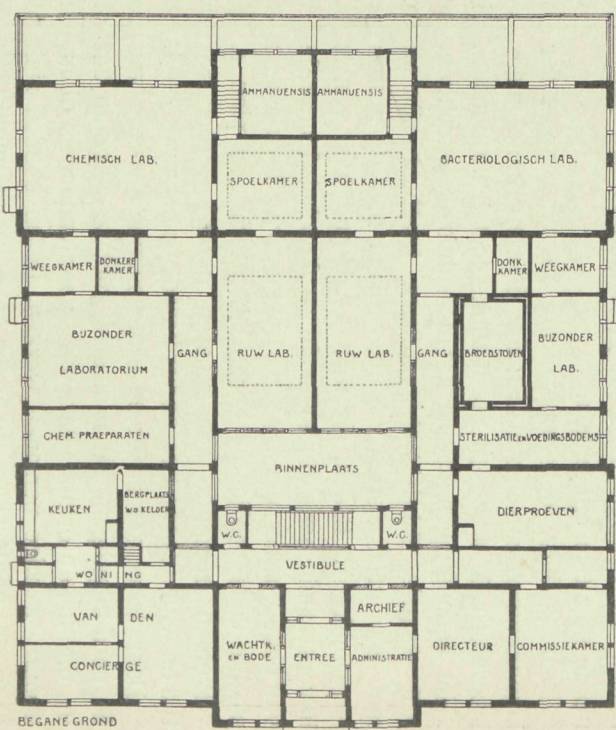 AMMANUENSIS
AMMANUENSIS
CHEMISCH LAB.
BACTERIOLOGISCH LAB.
SPOELKAMER
SPOELKAMER
WEEGKAMER
DONKERE
KAMER
DONK
KAMER
WEEGKAMER
BIJZONDER
LABORATORIUM
GANG
RUW LAB.
RUW LAB.
GANG
BROEDSTOVEN
BIJZONDER
LAB.
CHEM. PRAEPARATEN
STERILISATIE EN VOEDINGSBODEMS
BINNENPLAATS
KEUKEN
BERGPLAATS
W.O KELDER
W.C.
W.C.
DIERPROEVEN
VESTIBULE
WONING
VAN DEN
CONCIERGE
WACHTK.
EN BODE
ENTREE
ARCHIEF
ADMINISTRATIE
DIRECTEUR
COMMISSIEKAMER
BEGANE GROND